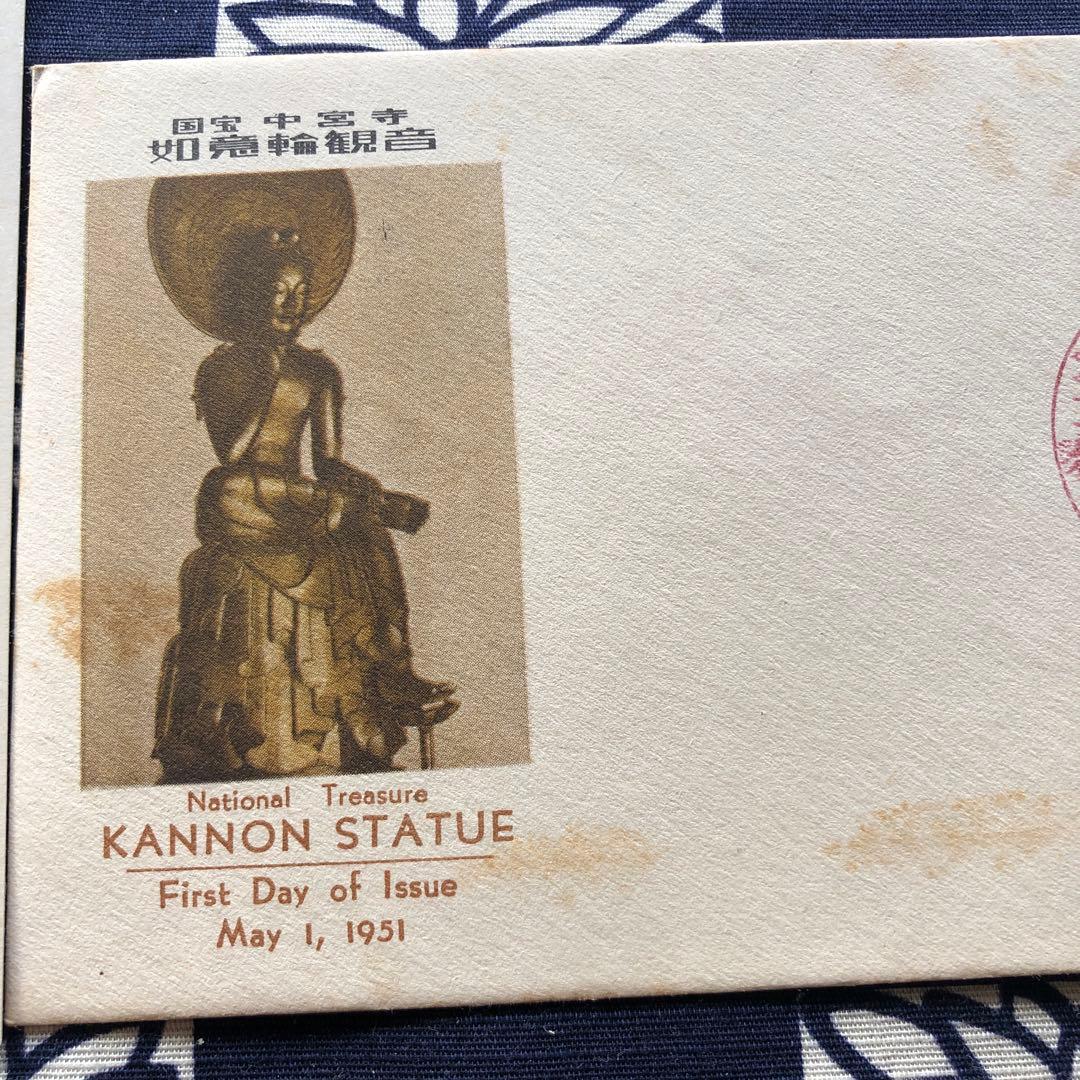 国宝 中宮寺
如意輪観音
National Treasure
KANNON STATUE
First Day of Issue
May 1, 1951